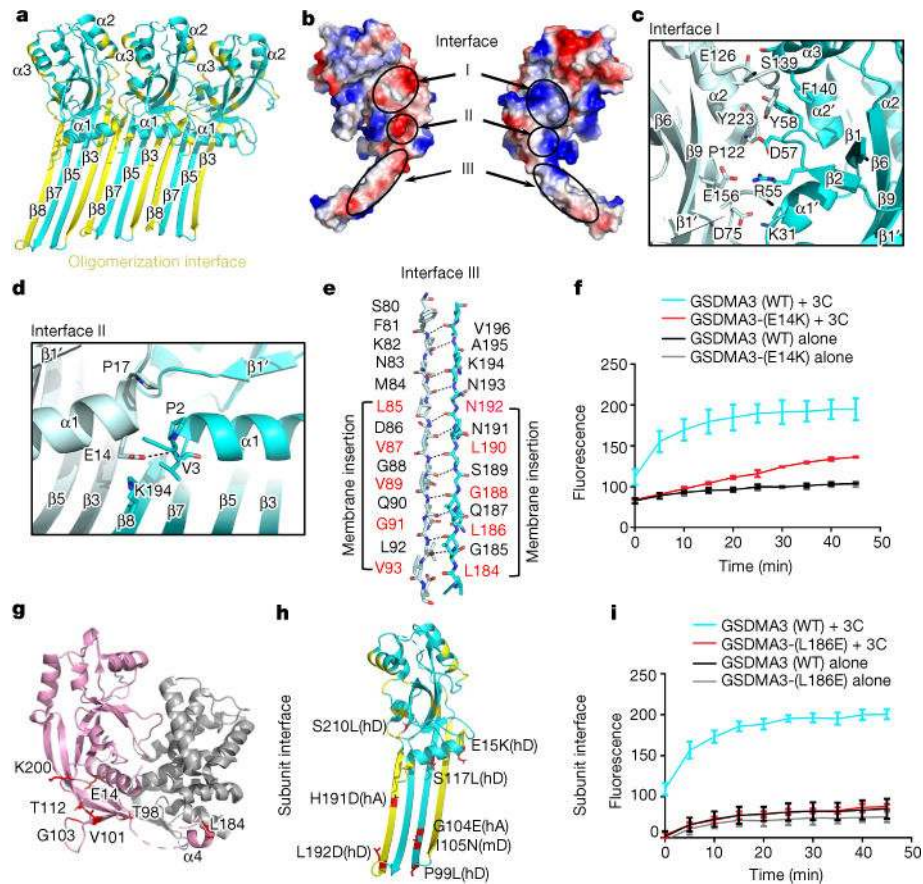 a
α2
α2
α2
α3
α3
α1
α1
α1
β3
β3
β3
β5
β5
β5
β7
β7
β7
β8
β8
β8
Oligomerization interface
b
Interface
I
II
III
c
Interface I
E126
S139
α3
α2
F140
α2
β6
Y223
Y58
α2′
β1
β9
P122
D57
β6
β2
E156
R55
β9
α1′
β1′
D75
K31
β1′
d
Interface II
β1′
P17
β1′
α1
P2
α1
E14
V3
K194
β5
β3
β8
β7
β5
β3
e
Interface III
S80
F81
K82
N83
M84
L85
D86
V87
G88
V89
Q90
G91
L92
V93
V196
A195
K194
N193
N192
N191
L190
S189
G188
Q187
L186
G185
L184
Membrane insertion
Membrane insertion
f
GSDMA3 (WT) + 3C
GSDMA3-(E14K) + 3C
GSDMA3 (WT) alone
GSDMA3-(E14K) alone
200
150
100
50
0
Fluorescence
0 10 20 30 40 50
Time (min)
g
K200
E14
T112
T98
G103
V101
L184
α4
h
Subunit interface
Subunit interface
S210L(hD)
E15K(hD)
S117L(hD)
H191D(hA)
G104E(hA)
I105N(mD)
L192D(hD)
P99L(hD)
i
GSDMA3 (WT) + 3C
GSDMA3-(L186E) + 3C
GSDMA3 (WT) alone
GSDMA3-(L186E) alone
200
200
100
50
0
Fluorescence
0 10 20 30 40 50
Time (min)